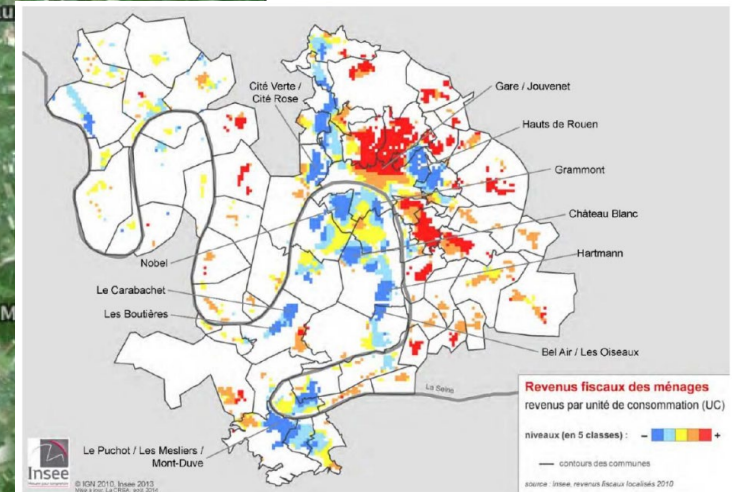 Cité Verte /
Cité Rose
Gare / Jouvenet
Hauts de Rouen
Grammont
Château Blanc
Nobel
Hartmann
Le Carabachet
Les Boutières
Bel Air / Les Oiseaux
La Seine
Le Puchot / Les Mesliers /
Mont-Duve
Revenus fiscaux des ménages
revenus par unité de consommation (UC)
niveaux (en 5 classes) : - +
contours des communes
source : Insee, revenus fiscaux localisés 2010
Insee
© IGN 2010, Insee 2013